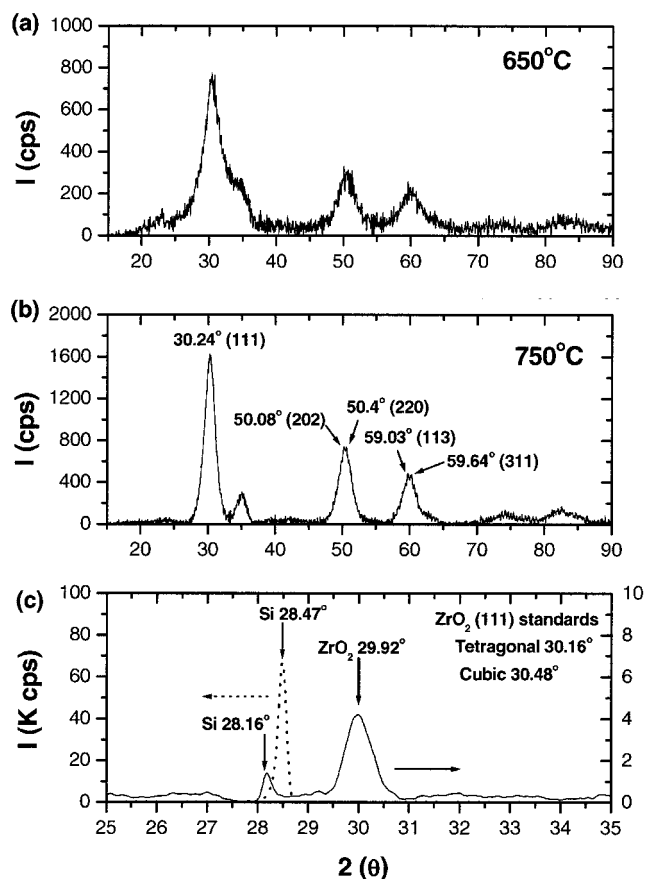 (a)
1000
800
600
400
200
0
I (cps)
650°C
20 30 40 50 60 70 80 90
(b)
2000
1600
1200
800
400
0
I (cps)
750°C
30.24° (111)
50.08° (202)
50.4° (220)
59.03° (113)
59.64° (311)
20 30 40 50 60 70 80 90
(c)
100
80
60
40
20
0
I (K cps)
Si 28.47°
ZrO₂ 29.92°
Si 28.16°
ZrO₂ (111) standards
Tetragonal 30.16°
Cubic 30.48°
10
8
6
4
2
0
25 26 27 28 29 30 31 32 33 34 35
2 (θ)